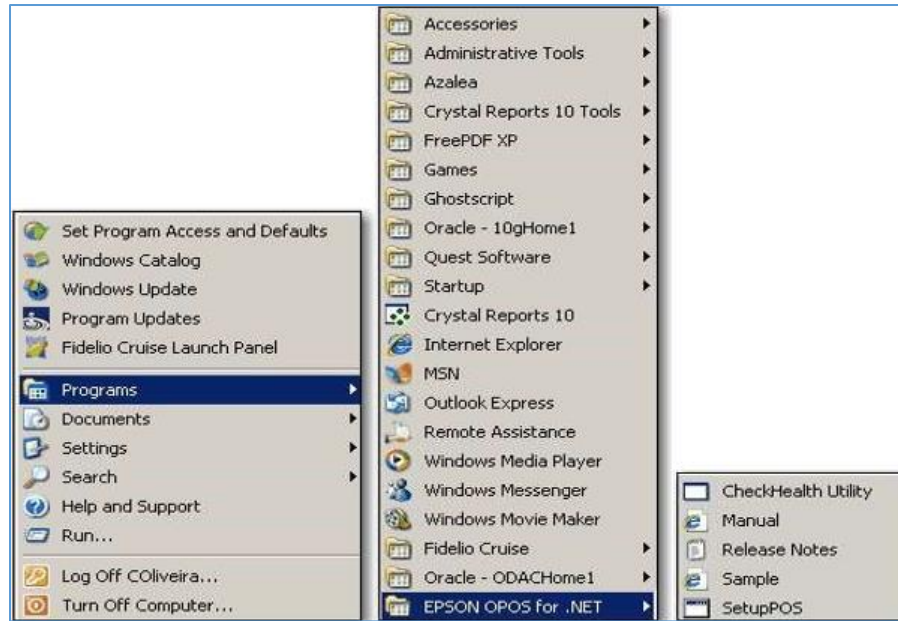 Set Program Access and Defaults
Windows Catalog
Windows Update
Program Updates
Fidelio Cruise Launch Panel
Programs
Documents
Settings
Search
Help and Support
Run...
Log Off COliveira...
Turn Off Computer...
Accessories
Administrative Tools
Azalea
Crystal Reports 10 Tools
FreePDF XP
Games
Ghostscript
Oracle - 10gHome1
Quest Software
Startup
Crystal Reports 10
Internet Explorer
MSN
Outlook Express
Remote Assistance
Windows Media Player
Windows Messenger
Windows Movie Maker
Fidelio Cruise
Oracle - ODACHome1
EPSON OPOS for .NET
CheckHealth Utility
Manual
Release Notes
Sample
SetupPOS